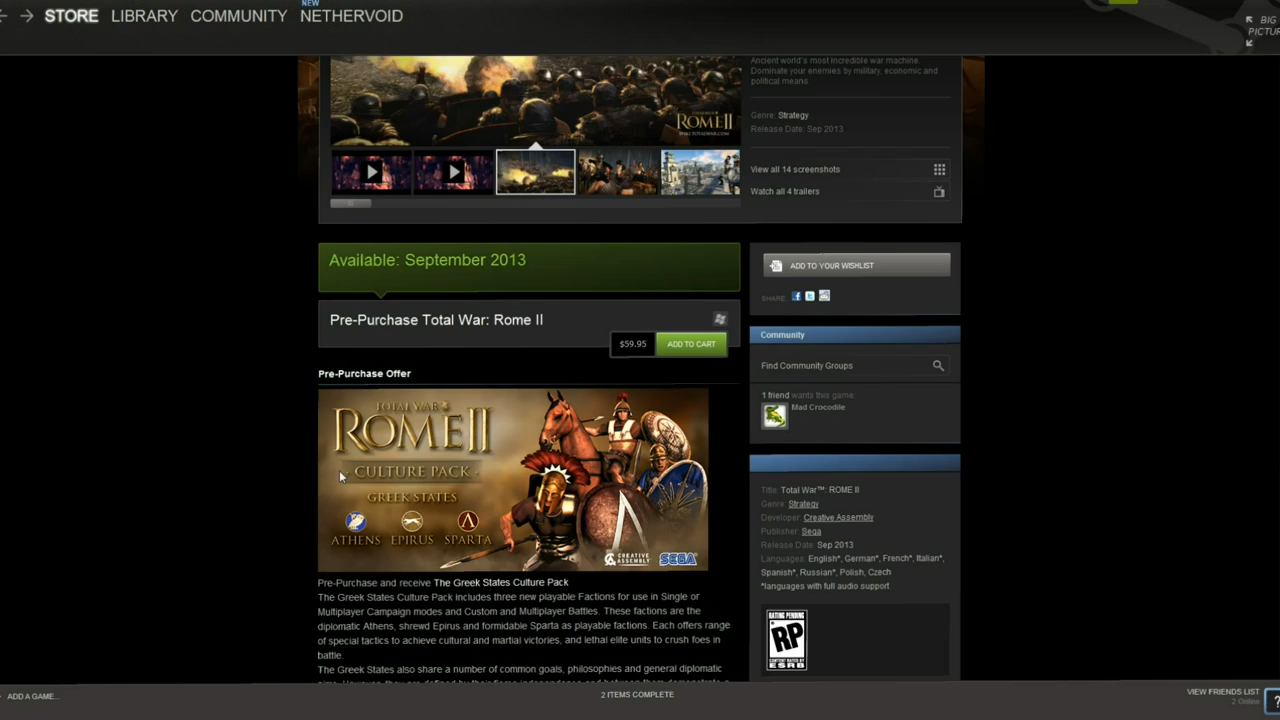 NEW
STORE LIBRARY COMMUNITY NETHERVOID
BIG
PICTUR
Ancient world's most incredible war machine.
Dominate your enemies by military, economic and
political means
ROMEII
Genre: Strategy
Release Date: Sep 2013
View all 14 screenshots
Watch all 4 trailers
Available: September 2013
ADD TO YOUR WISHLIST
SHARE
Pre-Purchase Total War: Rome II
$59.95 ADD TO CART
Community
Find Community Groups
1 friend wants this game:
Mad Crocodile
Pre-Purchase Offer
TOTAL WAR
ROMEII
CULTURE PACK
GREEK STATES
ATHENS EPIRUS SPARTA
CREATIVE
ASSEMBLY
SEGA
Pre-Purchase and receive The Greek States Culture Pack
The Greek States Culture Pack includes three new playable Factions for use in Single or
Multiplayer Campaign modes and Custom and Multiplayer Battles. These factions are the
diplomatic Athens, shrewd Epirus and formidable Sparta as playable factions. Each offers range
of special tactics to achieve cultural and martial victories, and lethal elite units to crush foes in
battle.
The Greek States also share a number of common goals, philosophies and general diplomatic
Title: Total War™: ROME II
Genre: Strategy
Developer: Creative Assembly
Publisher: Sega
Release Date: Sep 2013
Languages: English*, German*, French*, Italian*,
Spanish*, Russian*, Polish, Czech
*languages with full audio support
RATING PENDING
RP
CONTENT RATED BY
ESRB
ADD A GAME...
2 ITEMS COMPLETE
VIEW FRIENDS LIST
2 Online
?